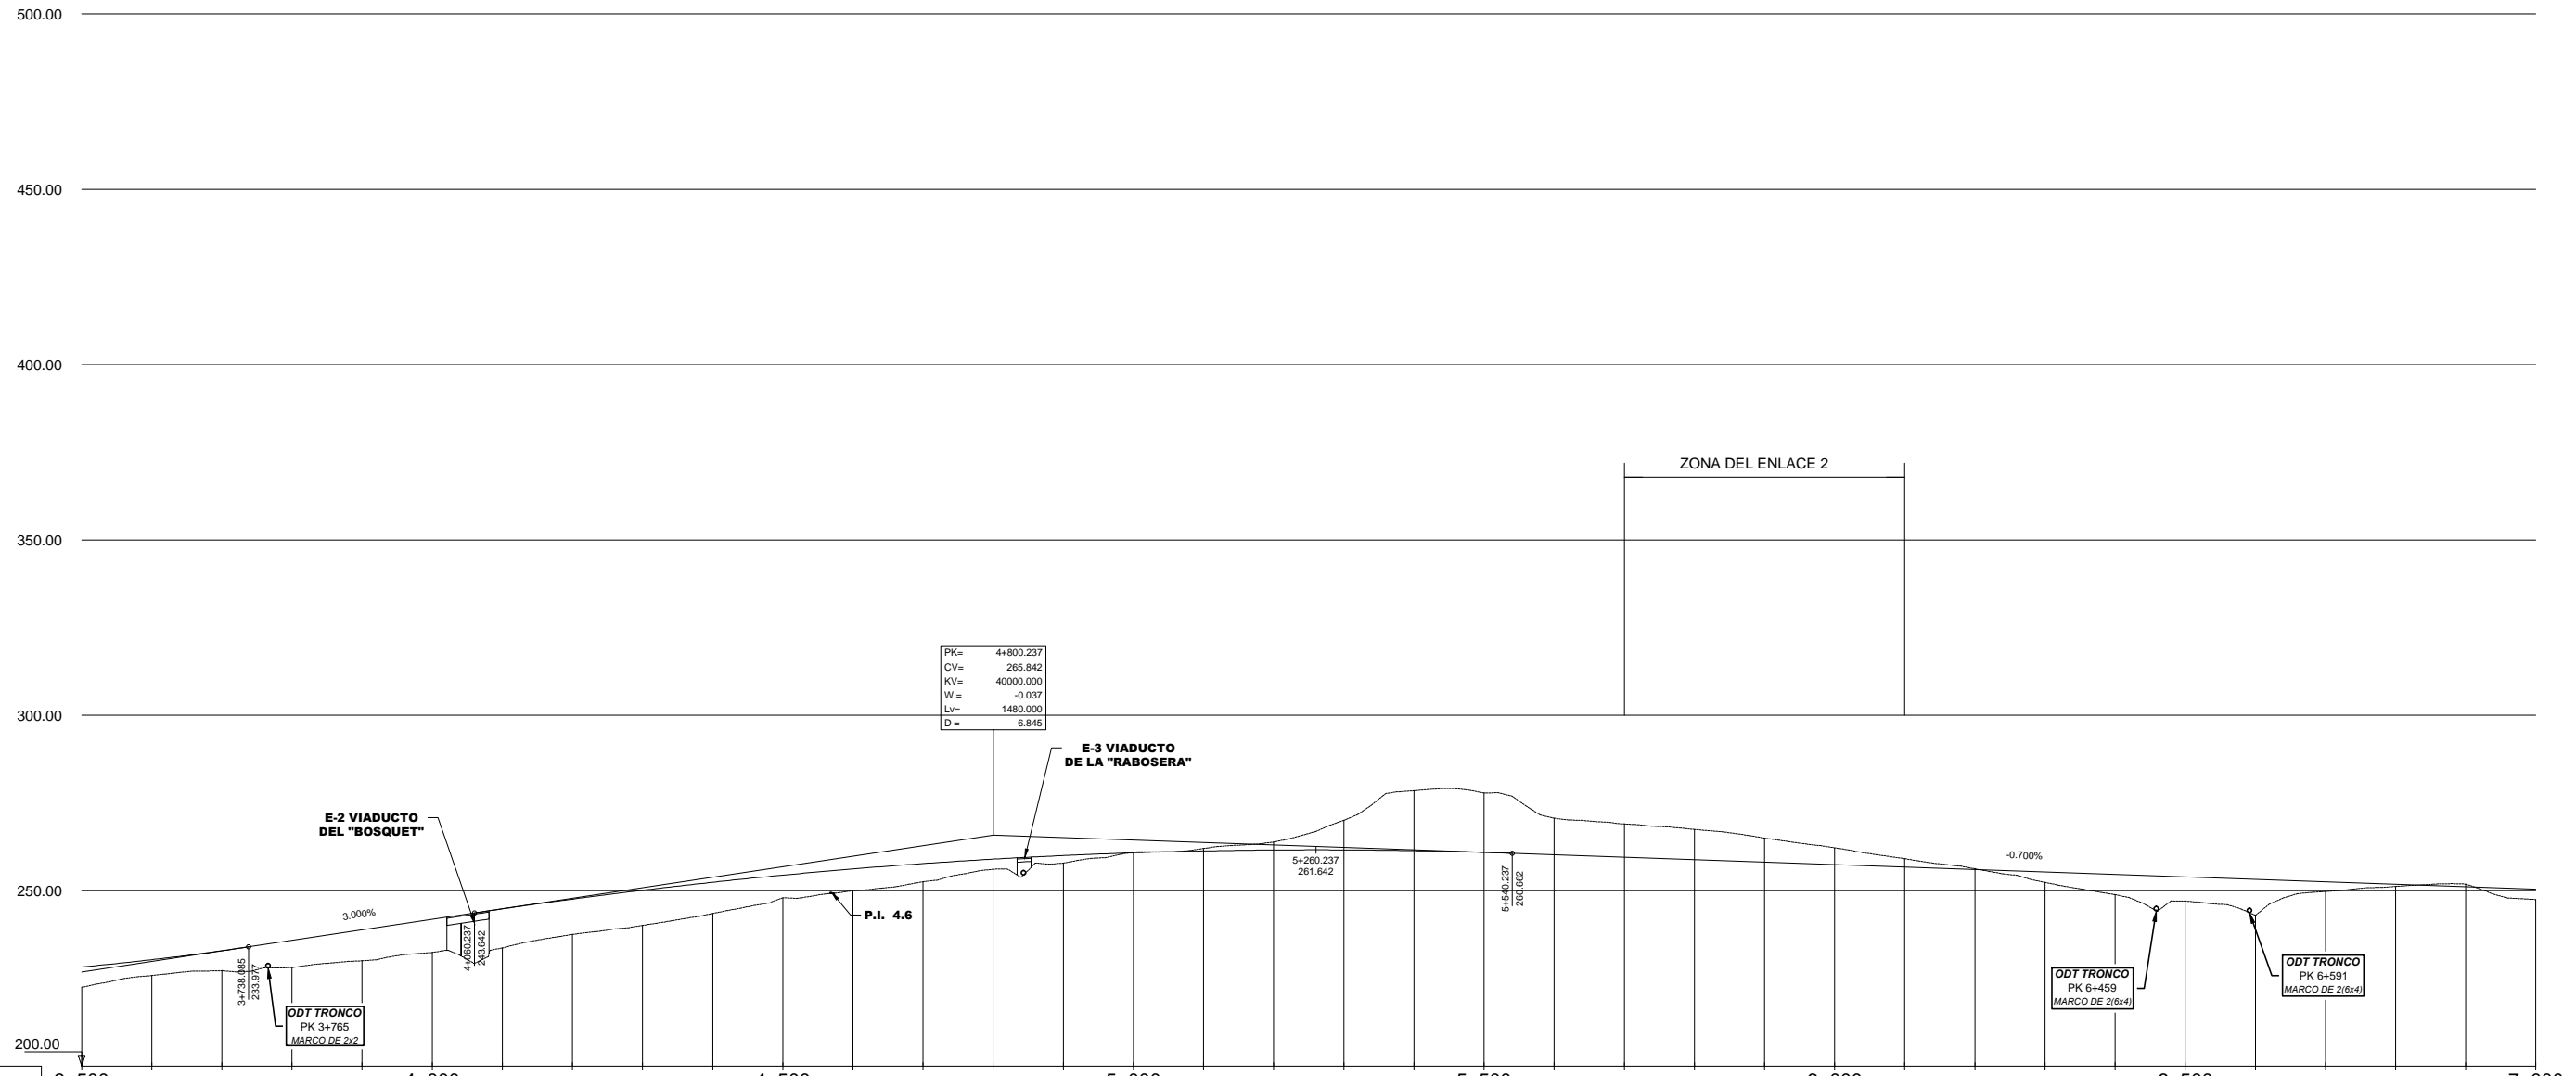 500.00
450.00
400.00
350.00
ZONA DEL ENLACE 2
300.00
PK= 4+800.237
CV= 265.842
KV= 40000.000
W = -0.037
Lv= 1480.000
D = 6.845
E-3 VIADUCTO
DE LA "RABOSERA"
E-2 VIADUCTO
DEL "BOSQUET"
250.00
3.000%
5+260.237
261.642
-0.700%
P.I. 4.6
3+738.085
233.977
4+060.237
243.642
5+540.237
260.662
ODT TRONCO
PK 3+765
MARCO DE 2x2
ODT TRONCO
PK 6+459
MARCO DE 2(6x4)
ODT TRONCO
PK 6+591
MARCO DE 2(6x4)
200.00